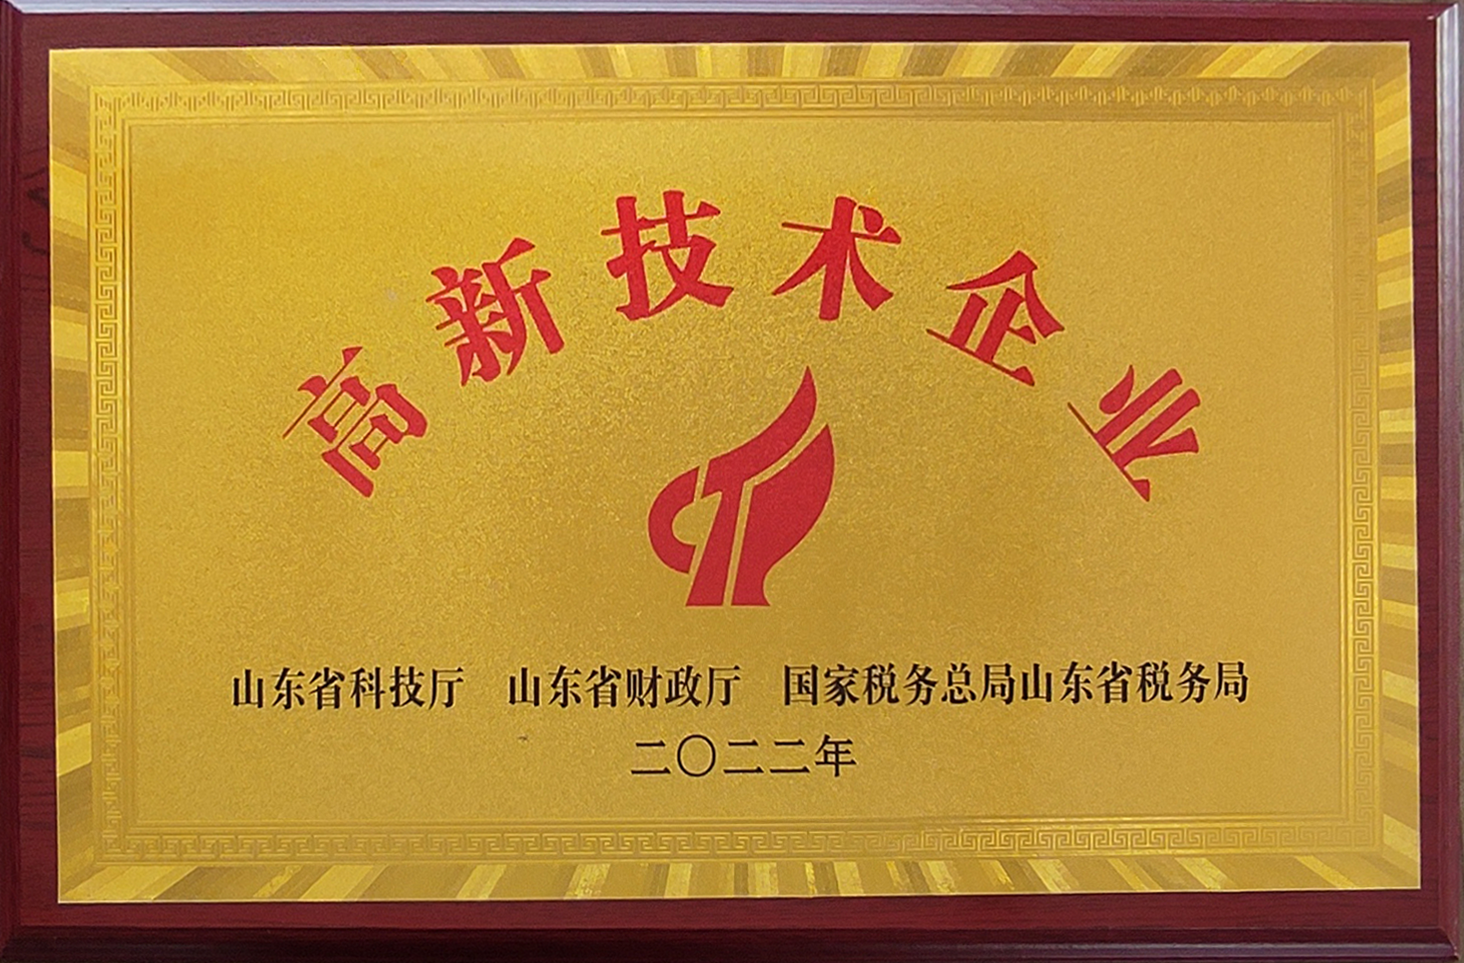 高新技术企业
山东省科技厅 山东省财政厅 国家税务总局山东省税务局
二〇二二年